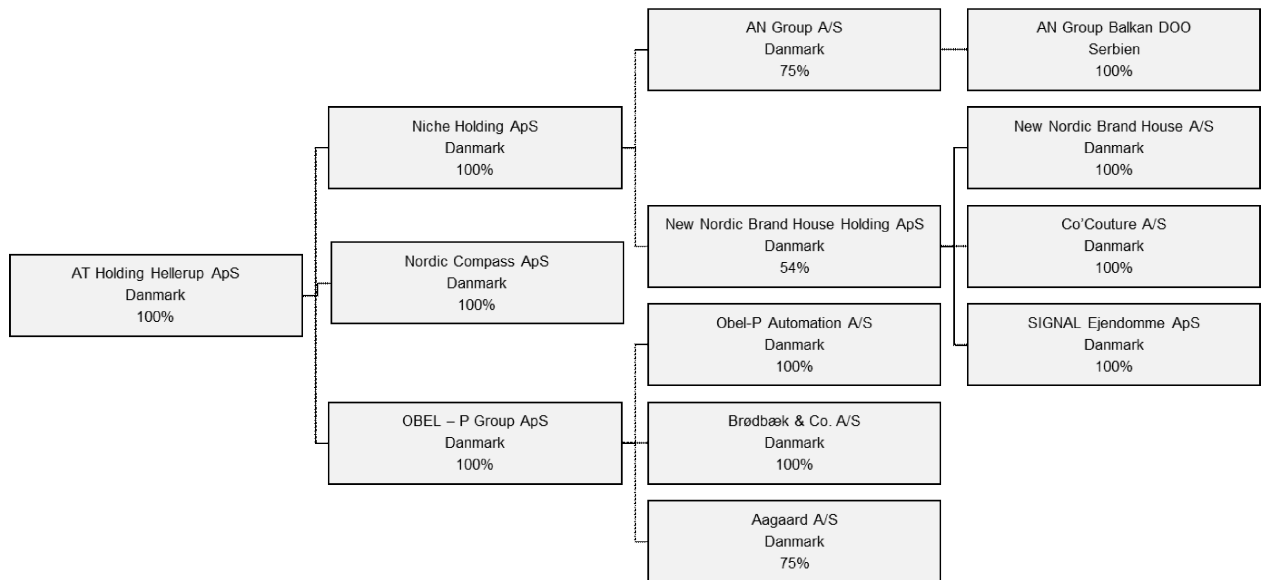 AT Holding Hellerup ApS
Danmark
100%
Niche Holding ApS
Danmark
100%
Nordic Compass ApS
Danmark
100%
OBEL – P Group ApS
Danmark
100%
AN Group A/S
Danmark
75%
New Nordic Brand House Holding ApS
Danmark
54%
Obel-P Automation A/S
Danmark
100%
Brødbæk & Co. A/S
Danmark
100%
Aagaard A/S
Danmark
75%
AN Group Balkan DOO
Serbien
100%
New Nordic Brand House A/S
Danmark
100%
Co’Couture A/S
Danmark
100%
SIGNAL Ejendomme ApS
Danmark
100%